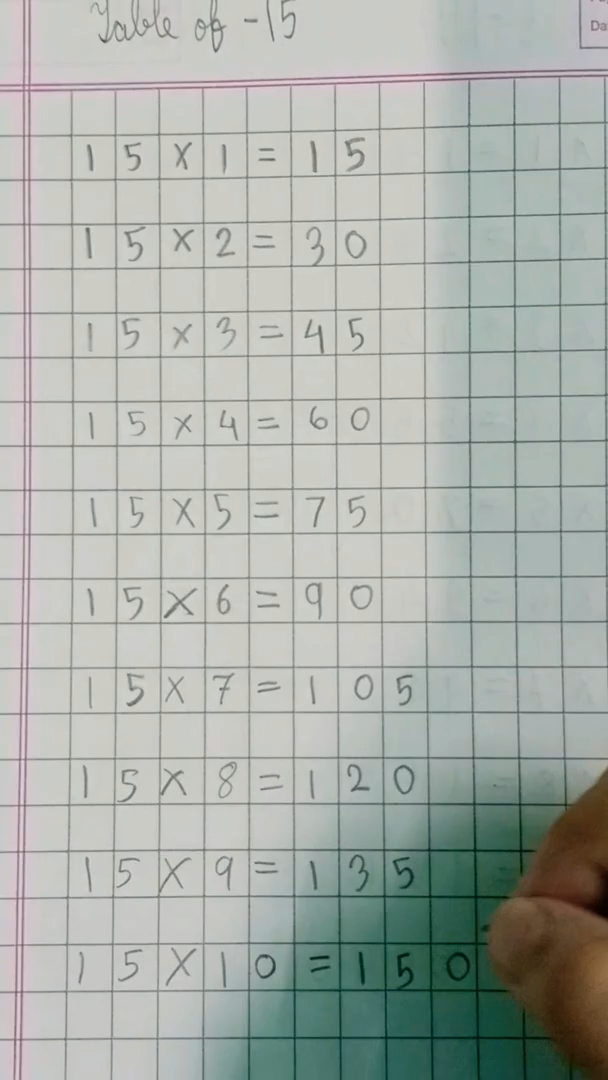 Table of -15
Da
15 × 1 = 15
15 × 2 = 30
15 × 3 = 45
15 × 4 = 60
15 × 5 = 75
15 × 6 = 90
15 × 7 = 105
15 × 8 = 120
15 × 9 = 135
15 × 10 = 150